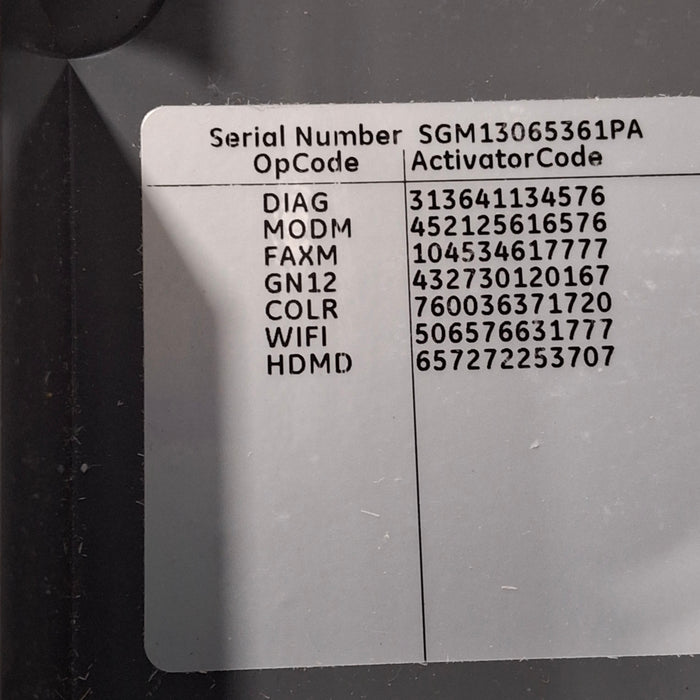 Serial Number SGM13065361PA
OpCode ActivatorCode
DIAG 313641134576
MODM 452125616576
FAXM 104534617777
GN12 432730120167
COLR 760036371720
WIFI 506576631777
HDMD 657272253707